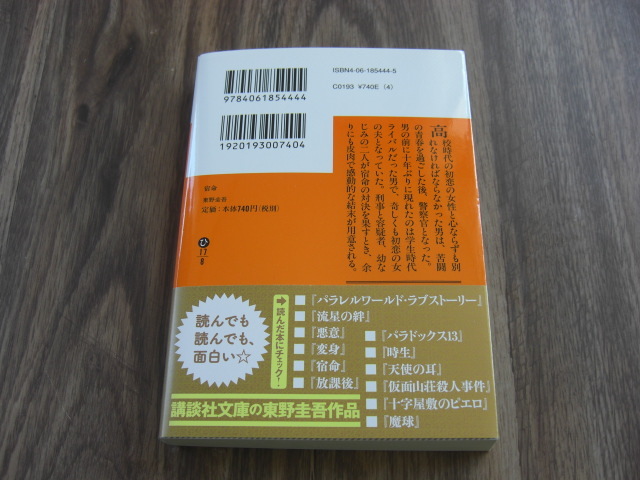 ISBN4-06-185444-5
C0193 ¥740E (4)
9784061854444
1920193007404
宿命
東野圭吾
定価：本体740円(税別)
ひ
17
8
高校時代の初恋の女性と心ならずも別
れなければならなかった男は、苦闘
の青春を過ごした後、警察官となった。
男の前に十年ぶりに現れたのは学生時代
ライバルだった男で、奇しくも初恋の女
の夫となっていた。刑事と容疑者、幼な
じみの二人が宿命の対決を果すとき、余
りにも皮肉で感動的な結末が用意される。
読んでも
読んでも、
面白い☆
→読んだ本にチェック！
『パラレルワールド・ラブストーリー』
『流星の絆』
『悪意』
『変身』
『宿命』
『放課後』
『パラドックス13』
『時生』
『天使の耳』
『仮面山荘殺人事件』
『十字屋敷のピエロ』
『魔球』
講談社文庫の東野圭吾作品